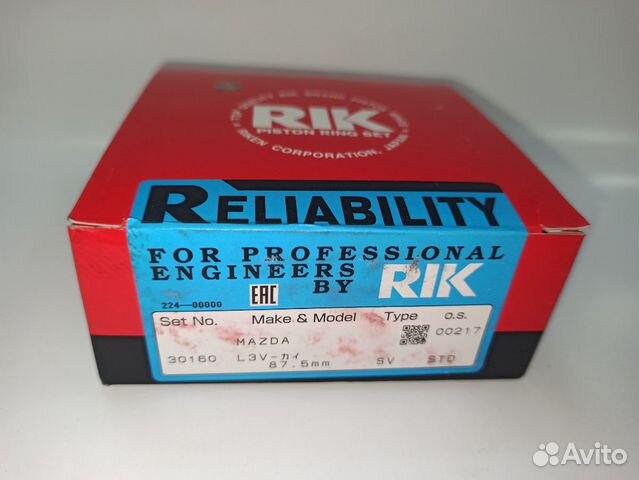 RIK
PISTON RING SET
RIKEN CORPORATION, JAPAN
RELIABILITY
FOR PROFESSIONAL
ENGINEERS
BY RIK
224-00000
EAC
Set No. Make & Model Type o.s.
00217
MAZDA
30160 L3V-カイ SV STD
87.5mm
Avito